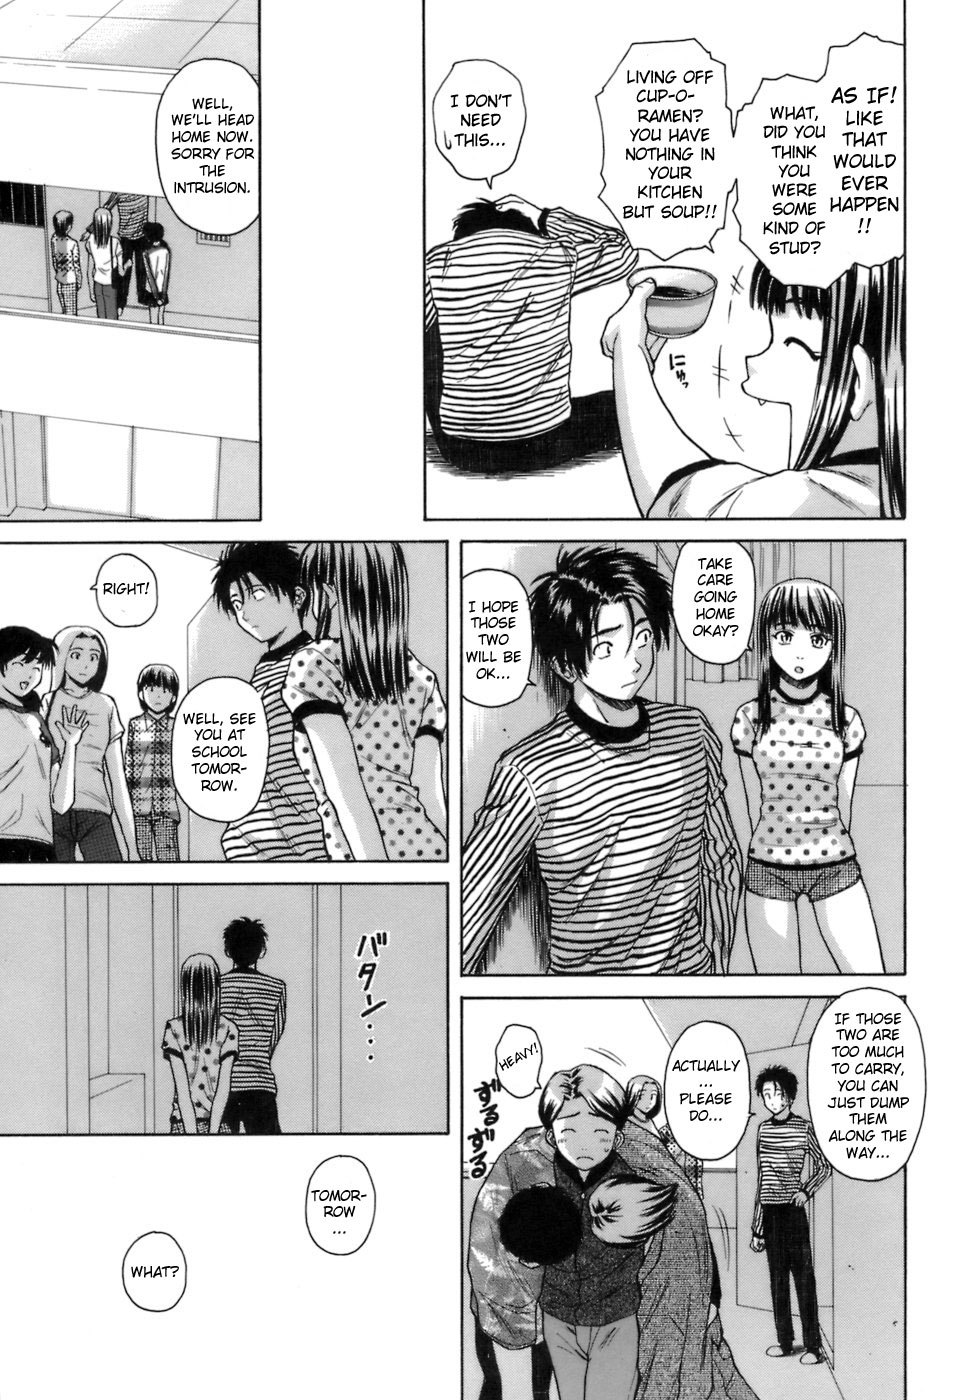 AS IF!
LIKE
THAT
WOULD
EVER
HAPPEN
!!
WHAT,
DID YOU
THINK
YOU
WERE
SOME
KIND OF
STUD?
LIVING OFF
CUP-O-
RAMEN?
YOU HAVE
NOTHING IN
YOUR
KITCHEN
BUT SOUP!!
I DON'T
NEED
THIS...
にゅっ
WELL,
WE'LL HEAD
HOME NOW.
SORRY FOR
THE
INTRUSION.
TAKE
CARE
GOING
HOME
OKAY?
I HOPE
THOSE
TWO
WILL BE
OK...
RIGHT!
WELL, SEE
YOU AT
SCHOOL
TOMOR-
ROW.
IF THOSE
TWO ARE
TOO MUCH
TO CARRY,
YOU CAN
JUST DUMP
THEM
ALONG THE
WAY...
ACTUALLY
...
PLEASE
DO...
HEAVY!
ずる
ずる
バタン...
TOMOR-
ROW
...
WHAT?